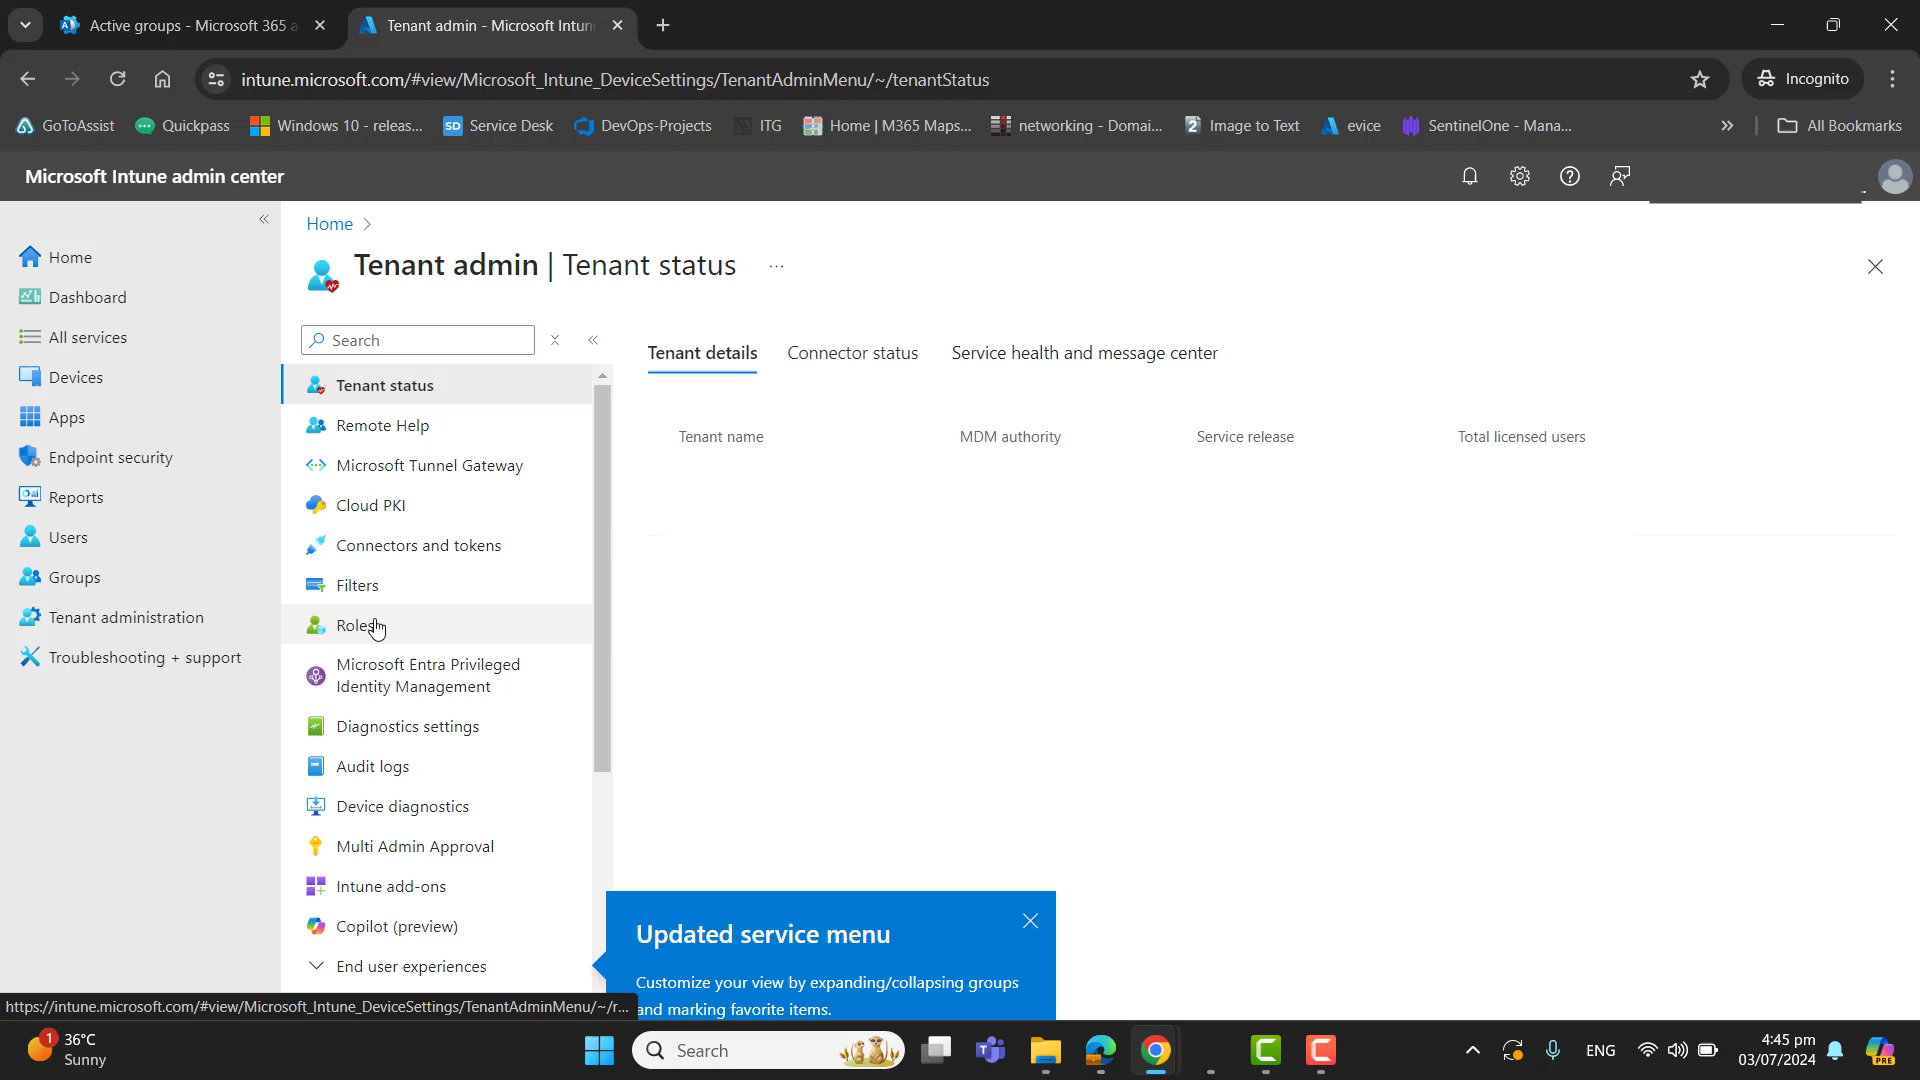 Active groups - Microsoft 365 a
Tenant admin - Microsoft Intun
intune.microsoft.com/#view/Microsoft_Intune_DeviceSettings/TenantAdminMenu/~/tenantStatus
Incognito
GoToAssist
Quickpass
Windows 10 - releas...
SD
Service Desk
DevOps-Projects
ITG
Home | M365 Maps...
networking - Domai...
2
Image to Text
evice
SentinelOne - Mana...
All Bookmarks
Microsoft Intune admin center
Home
Dashboard
All services
Devices
Apps
Endpoint security
Reports
Users
Groups
Tenant administration
Troubleshooting + support
Home
Tenant admin | Tenant status
Search
Tenant status
Remote Help
Microsoft Tunnel Gateway
Cloud PKI
Connectors and tokens
Filters
Roles
Microsoft Entra Privileged
Identity Management
Diagnostics settings
Audit logs
Device diagnostics
Multi Admin Approval
Intune add-ons
Copilot (preview)
End user experiences
Tenant details
Connector status
Service health and message center
Tenant name
MDM authority
Service release
Total licensed users
Updated service menu
Customize your view by expanding/collapsing groups
and marking favorite items.
https://intune.microsoft.com/#view/Microsoft_Intune_DeviceSettings/TenantAdminMenu/~/r...
1
36°C
Sunny
Search
ENG
4:45 pm
03/07/2024
PRE